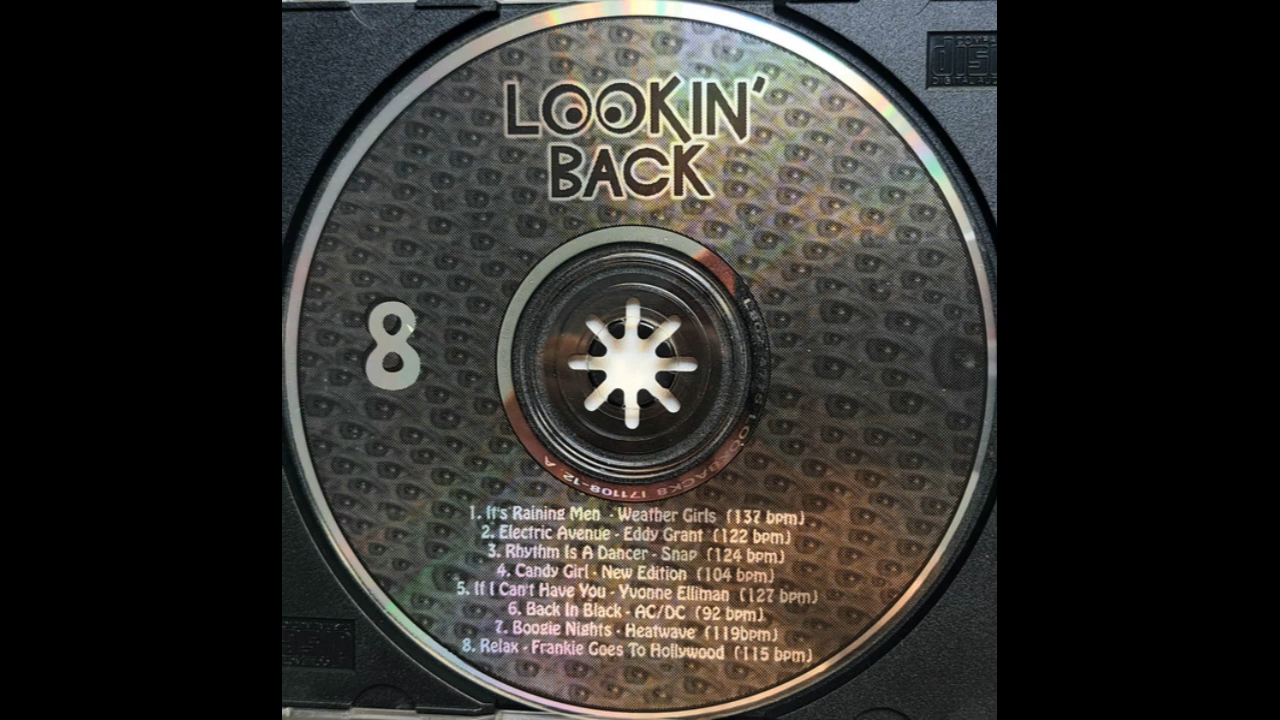 LOOKIN'
BACK
8
1. It's Raining Men - Weather Girls (137 bpm)
2. Electric Avenue - Eddy Grant (122 bpm)
3. Rhythm Is A Dancer - Snap (124 bpm)
4. Candy Girl - New Edition (104 bpm)
5. If I Can't Have You - Yvonne Elliman (127 bpm)
6. Back In Black - AC/DC (92 bpm)
7. Boogie Nights - Heatwave (119bpm)
8. Relax - Frankie Goes To Hollywood (115 bpm)
171108-12 A
DIGITAL